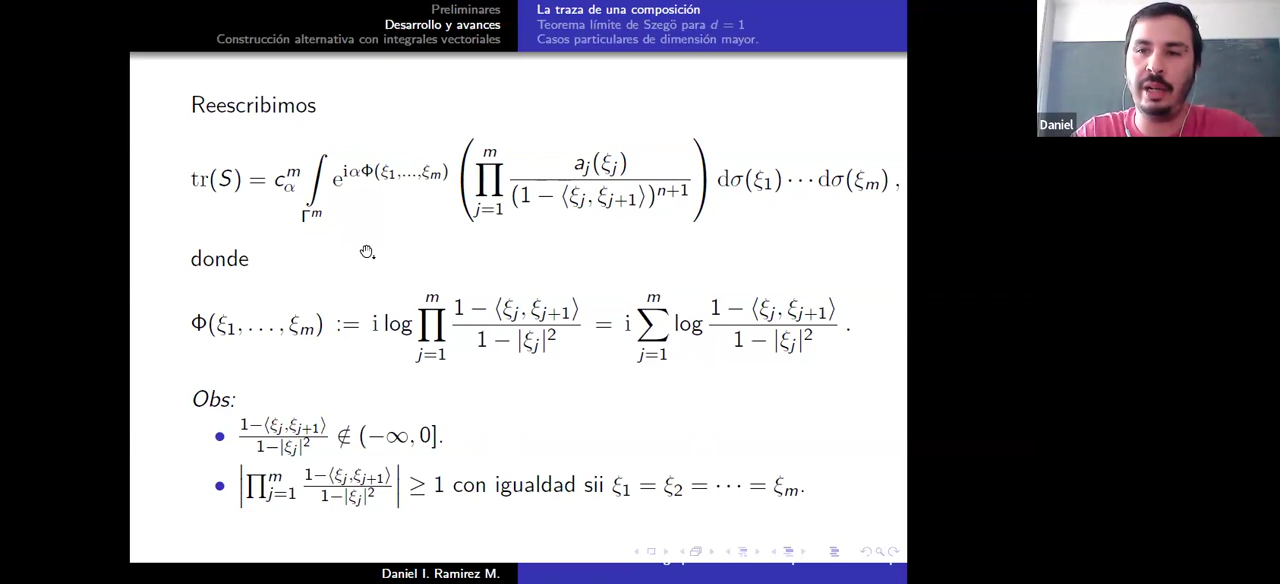 Preliminares
Desarrollo y avances
Construcción alternativa con integrales vectoriales
La traza de una composición
Teorema límite de Szegö para d = 1
Casos particulares de dimensión mayor.
Daniel
Reescribimos
tr(S) = c_α^m ∫_{Γ^m} e^{iαΦ(ξ_1,...,ξ_m)} ( ∏_{j=1}^m a_j(ξ_j) / (1 − ⟨ξ_j, ξ_{j+1}⟩)^{n+1} ) dσ(ξ_1) ··· dσ(ξ_m) ,
donde
Φ(ξ_1, . . . , ξ_m) := i log ∏_{j=1}^m (1 − ⟨ξ_j, ξ_{j+1}⟩) / (1 − |ξ_j|^2) = i ∑_{j=1}^m log (1 − ⟨ξ_j, ξ_{j+1}⟩) / (1 − |ξ_j|^2) .
Obs:
• (1−⟨ξ_j,ξ_{j+1}⟩) / (1−|ξ_j|^2) ∉ (−∞, 0].
• |∏_{j=1}^m (1−⟨ξ_j,ξ_{j+1}⟩) / (1−|ξ_j|^2)| ≥ 1 con igualdad sii ξ_1 = ξ_2 = ··· = ξ_m.
Daniel I. Ramirez M.